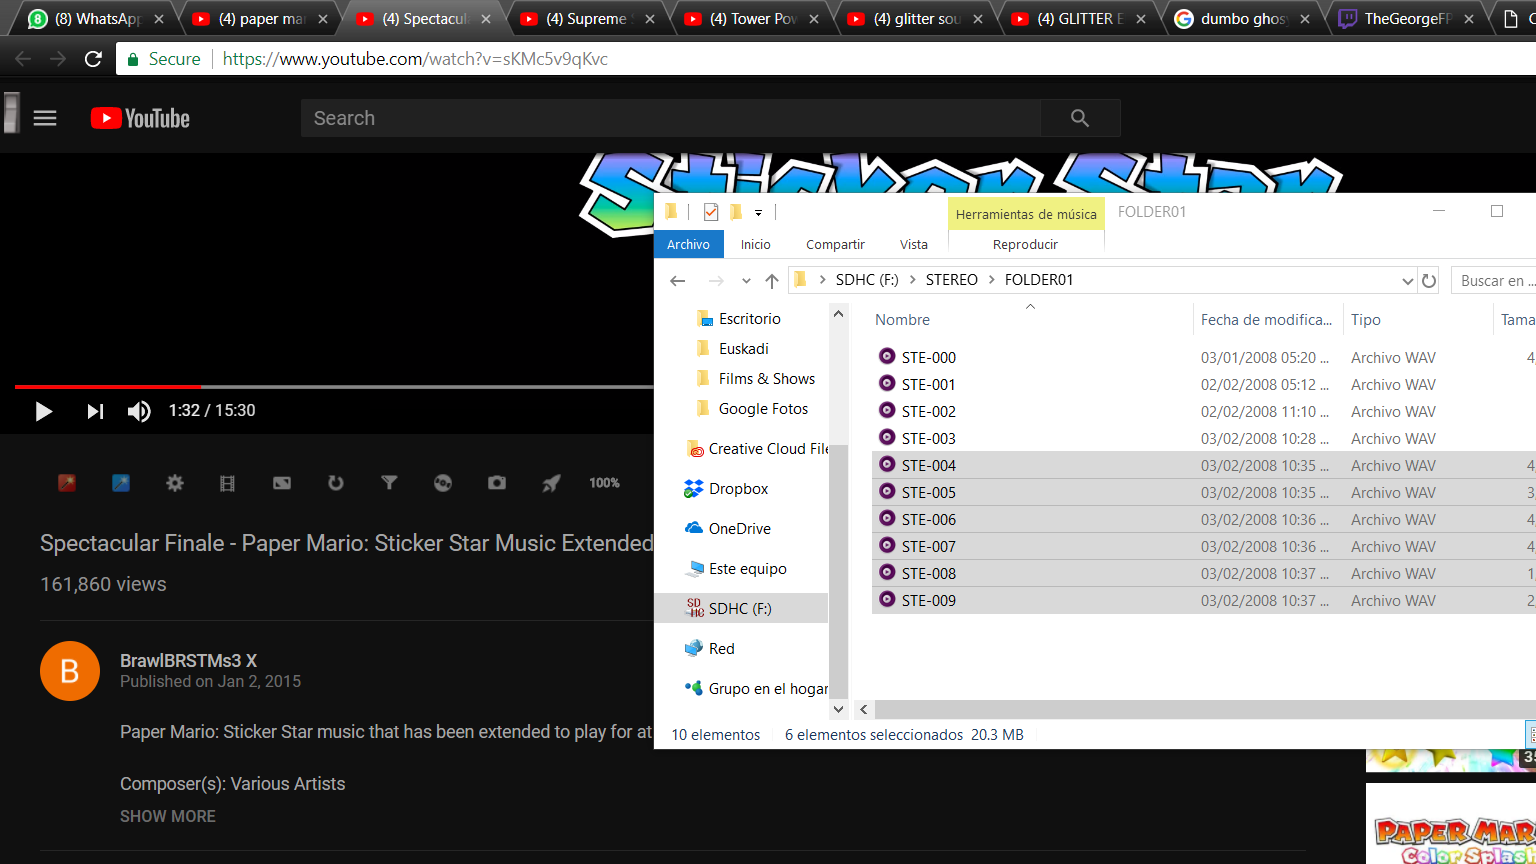 (8) WhatsApp
(4) paper mar
(4) Spectacula
(4) Supreme S
(4) Tower Pow
(4) glitter sou
(4) GLITTER E
dumbo ghos
TheGeorgeFP
Secure
https://www.youtube.com/watch?v=sKMc5v9qKvc
YouTube
Search
Sticker Star
Herramientas de música
FOLDER01
Archivo
Inicio
Compartir
Vista
Reproducir
SDHC (F:) > STEREO > FOLDER01
Buscar en ...
Escritorio
Euskadi
Films & Shows
Google Fotos
Creative Cloud File
Dropbox
OneDrive
Este equipo
SDHC (F:)
Red
Grupo en el hogar
Nombre Fecha de modifica... Tipo Tama
STE-000 03/01/2008 05:20 ... Archivo WAV 4,
STE-001 02/02/2008 05:12 ... Archivo WAV
STE-002 02/02/2008 11:10 ... Archivo WAV
STE-003 03/02/2008 10:28 ... Archivo WAV
STE-004 03/02/2008 10:35 ... Archivo WAV 4,
STE-005 03/02/2008 10:35 ... Archivo WAV 3,
STE-006 03/02/2008 10:36 ... Archivo WAV 4,
STE-007 03/02/2008 10:36 ... Archivo WAV 4,
STE-008 03/02/2008 10:37 ... Archivo WAV 1,
STE-009 03/02/2008 10:37 ... Archivo WAV 2,
10 elementos 6 elementos seleccionados 20.3 MB
1:32 / 15:30
100%
Spectacular Finale - Paper Mario: Sticker Star Music Extended
161,860 views
B
BrawlBRSTMs3 X
Published on Jan 2, 2015
Paper Mario: Sticker Star music that has been extended to play for at
Composer(s): Various Artists
SHOW MORE
35
PAPER MAR
Color Splash